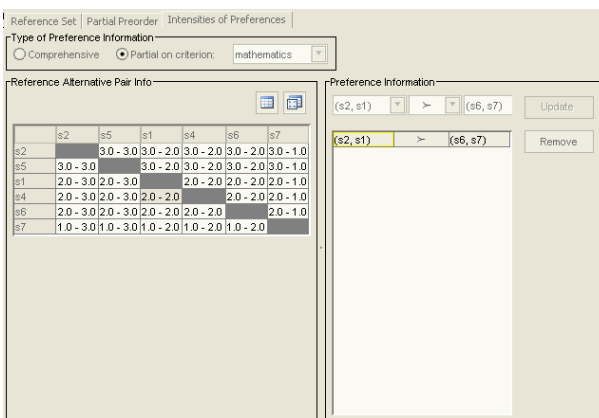 Reference Set Partial Preorder Intensities of Preferences
Type of Preference Information
Comprehensive Partial on criterion: mathematics
Reference Alternative Pair Info
s2 s5 s1 s4 s6 s7
s2 3.0 - 3.0 3.0 - 2.0 3.0 - 2.0 3.0 - 2.0 3.0 - 1.0
s5 3.0 - 3.0 3.0 - 2.0 3.0 - 2.0 3.0 - 2.0 3.0 - 1.0
s1 2.0 - 3.0 2.0 - 3.0 2.0 - 2.0 2.0 - 2.0 2.0 - 1.0
s4 2.0 - 3.0 2.0 - 3.0 2.0 - 2.0 2.0 - 2.0 2.0 - 1.0
s6 2.0 - 3.0 2.0 - 3.0 2.0 - 2.0 2.0 - 2.0 2.0 - 1.0
s7 1.0 - 3.0 1.0 - 3.0 1.0 - 2.0 1.0 - 2.0 1.0 - 2.0
Preference Information
(s2, s1) ≻ (s6, s7) Update
(s2, s1) ≻ (s6, s7) Remove